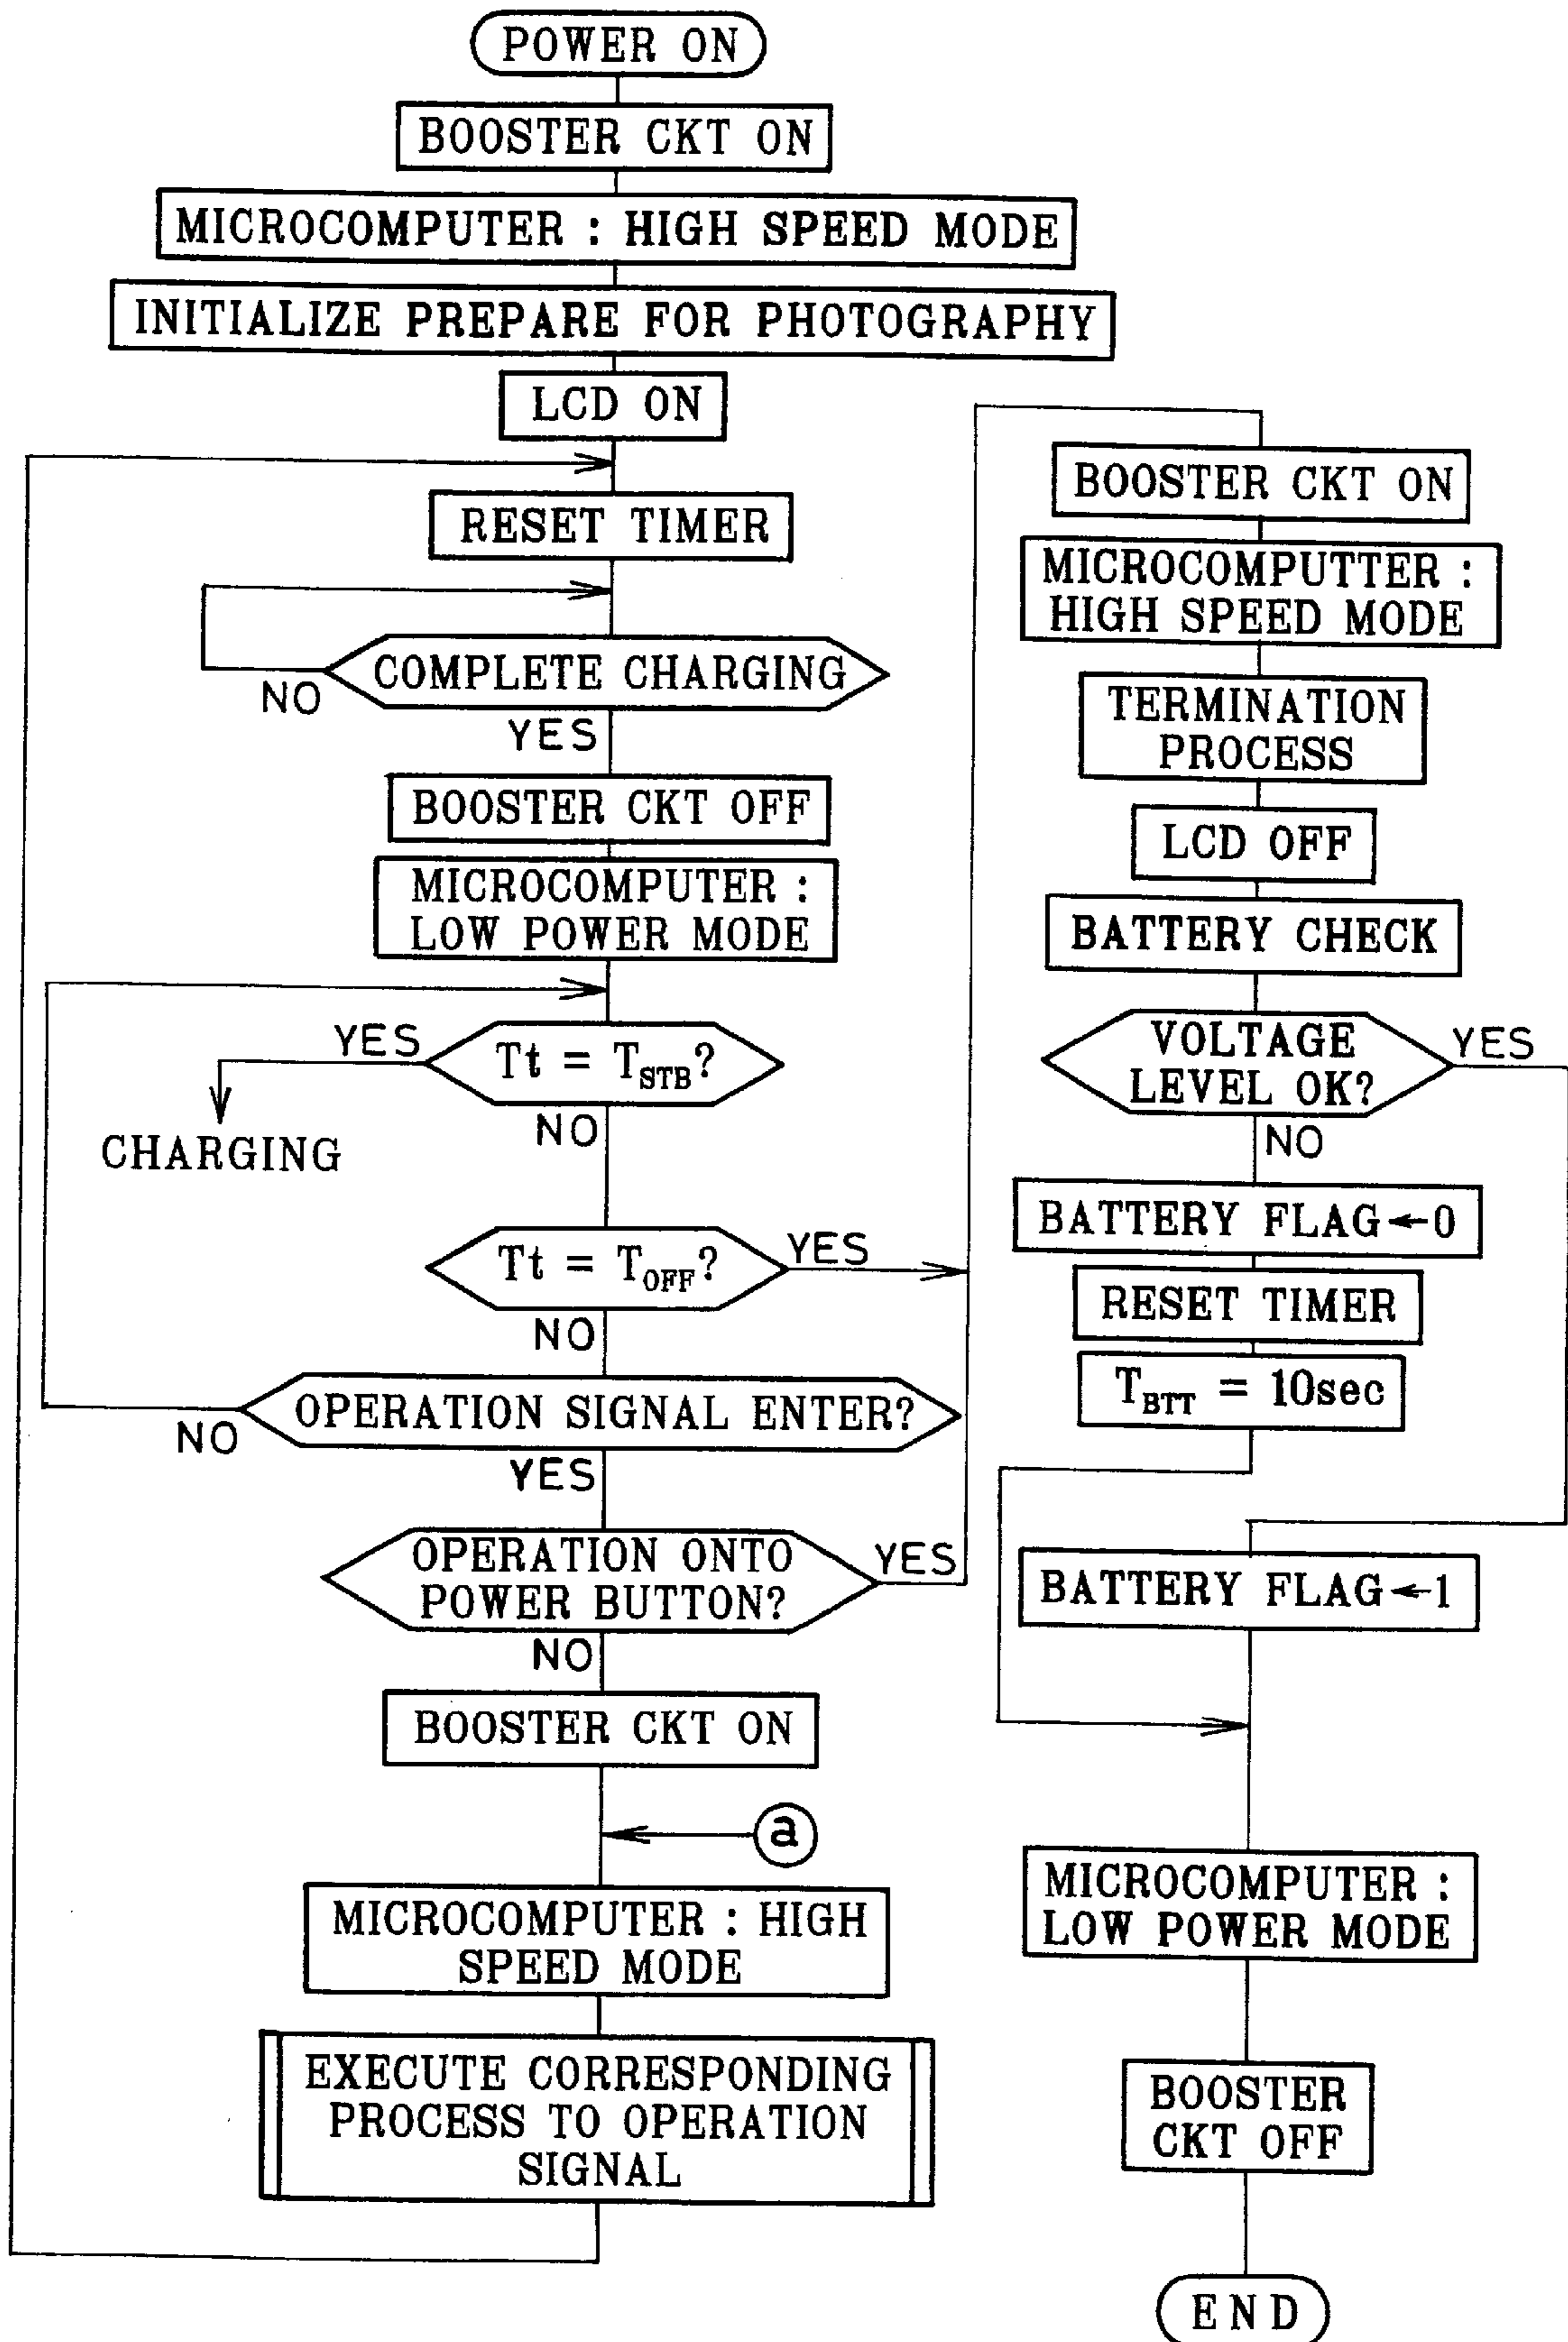 POWER ON
BOOSTER CKT ON
MICROCOMPUTER : HIGH SPEED MODE
INITIALIZE PREPARE FOR PHOTOGRAPHY
LCD ON
RESET TIMER
COMPLETE CHARGING
NO
YES
BOOSTER CKT OFF
MICROCOMPUTER :
LOW POWER MODE
YES
Tt = TSTB?
NO
CHARGING
Tt = TOFF?
YES
NO
OPERATION SIGNAL ENTER?
NO
YES
OPERATION ONTO
POWER BUTTON?
YES
NO
BOOSTER CKT ON
a
MICROCOMPUTER : HIGH
SPEED MODE
EXECUTE CORRESPONDING
PROCESS TO OPERATION
SIGNAL
BOOSTER CKT ON
MICROCOMPUTTER :
HIGH SPEED MODE
TERMINATION
PROCESS
LCD OFF
BATTERY CHECK
VOLTAGE
LEVEL OK?
YES
NO
BATTERY FLAG←0
RESET TIMER
TBTT = 10sec
BATTERY FLAG←1
MICROCOMPUTER :
LOW POWER MODE
BOOSTER
CKT OFF
END